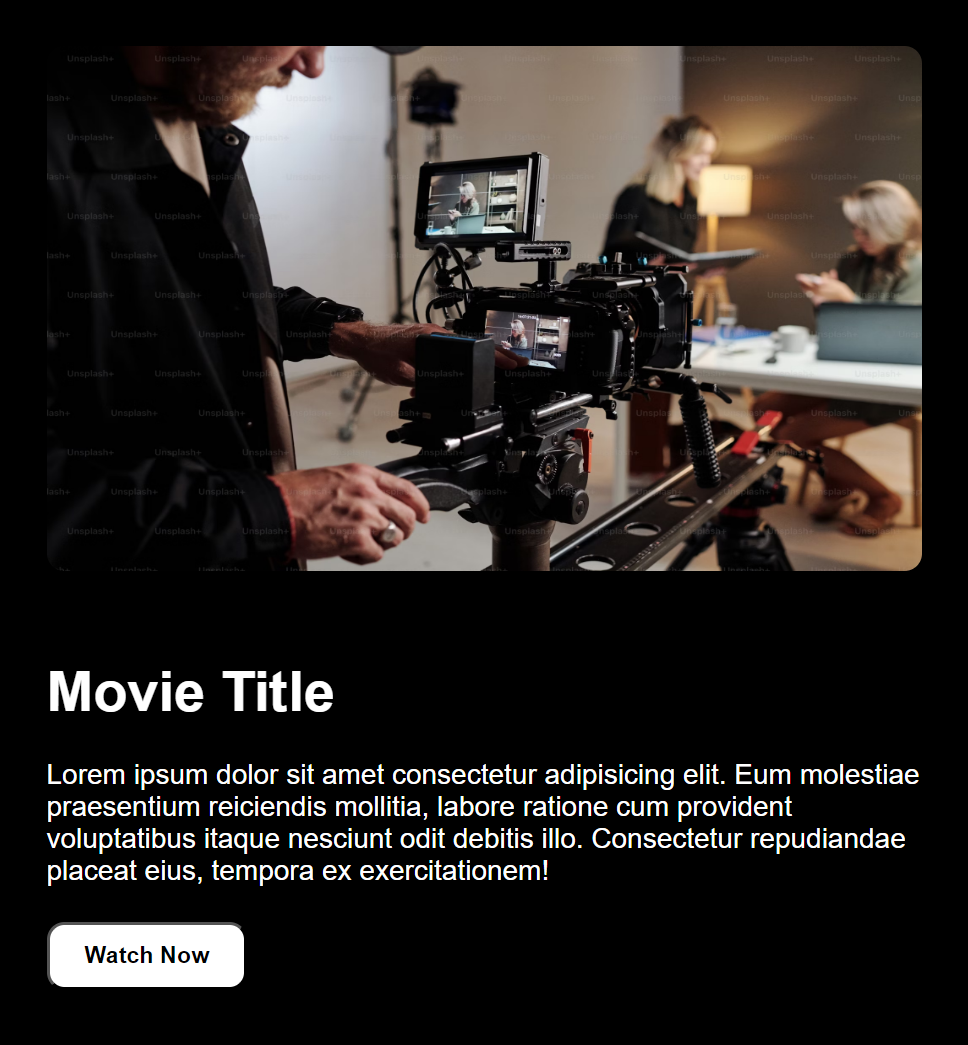 Unsplash+
Movie Title
Lorem ipsum dolor sit amet consectetur adipisicing elit. Eum molestiae
praesentium reiciendis mollitia, labore ratione cum provident
voluptatibus itaque nesciunt odit debitis illo. Consectetur repudiandae
placeat eius, tempora ex exercitationem!
Watch Now